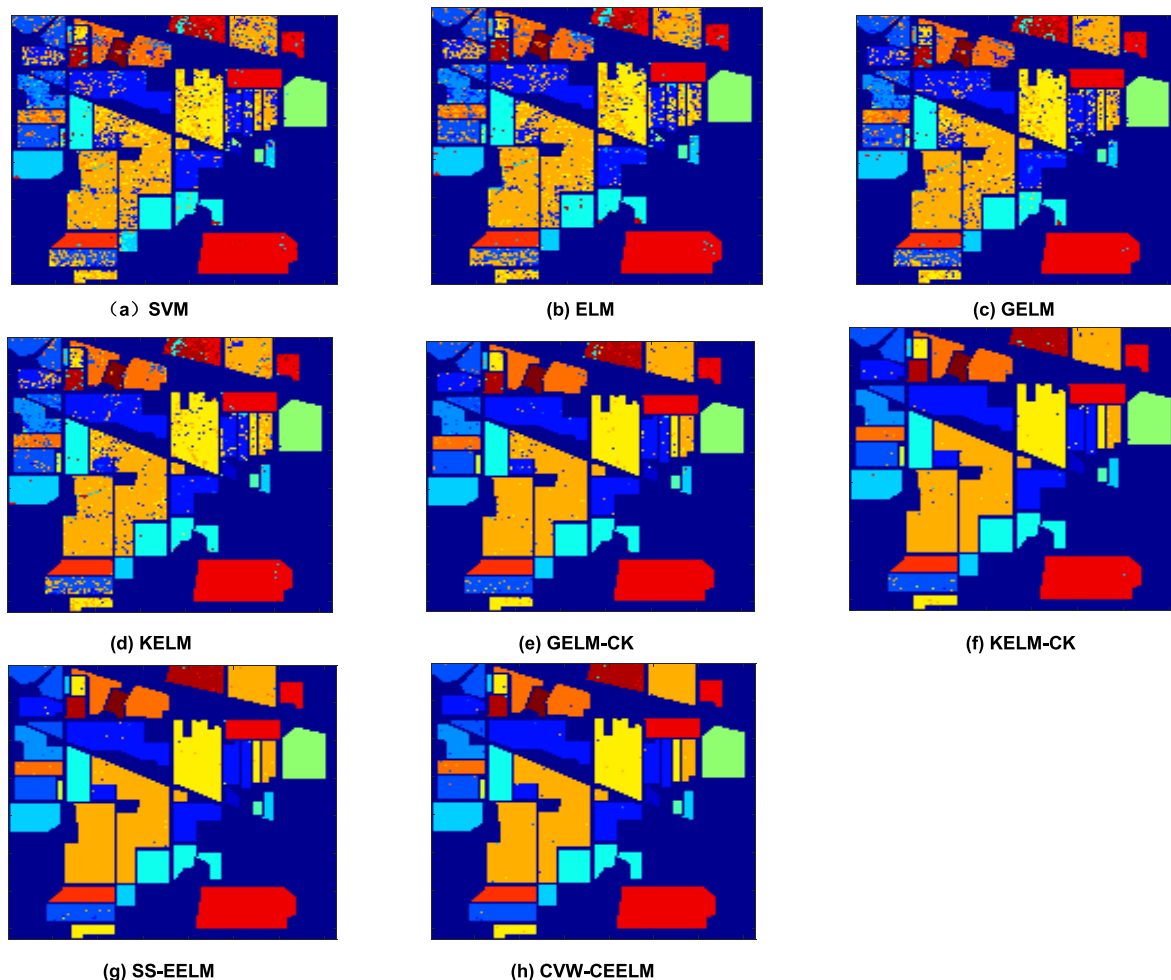 （a）SVM
(b) ELM
(c) GELM
(d) KELM
(e) GELM-CK
(f) KELM-CK
(g) SS-EELM
(h) CVW-CEELM